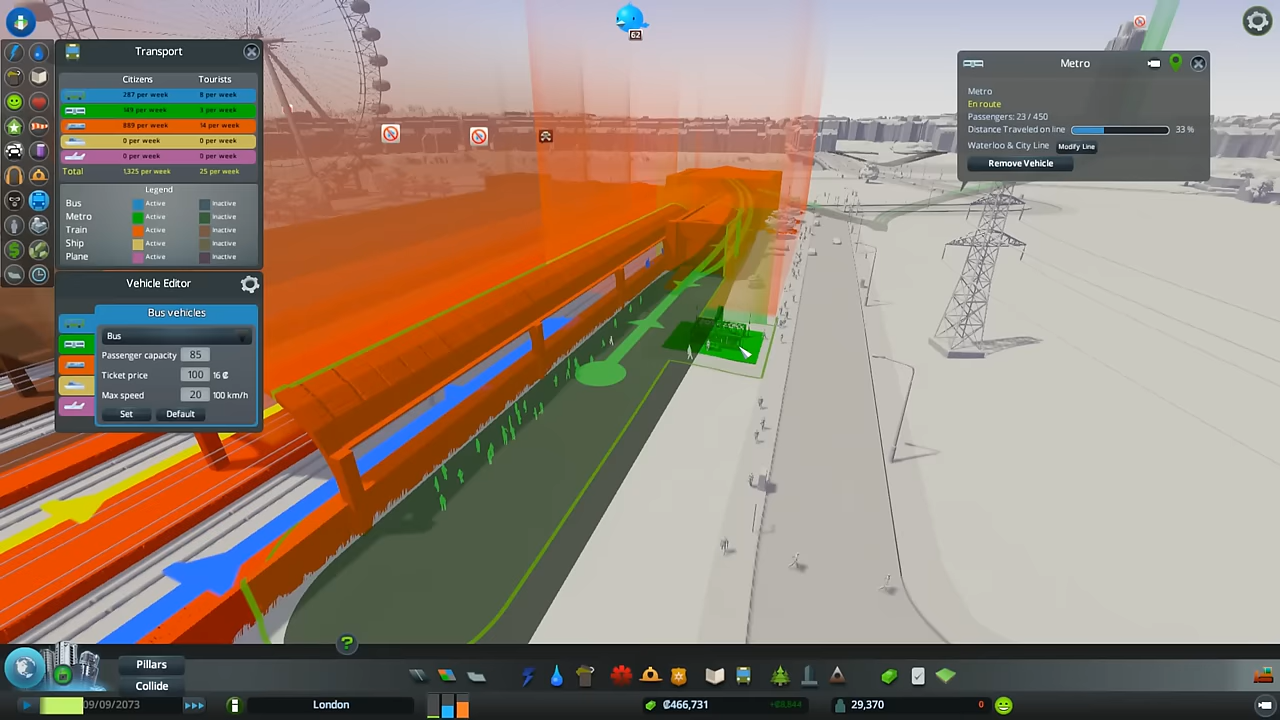 62
Transport
Citizens Tourists
287 per week 8 per week
149 per week 3 per week
889 per week 14 per week
0 per week 0 per week
0 per week 0 per week
Total 1,325 per week 25 per week
Legend
Bus Active Inactive
Metro Active Inactive
Train Active Inactive
Ship Active Inactive
Plane Active Inactive
Vehicle Editor
Bus vehicles
Bus
Passenger capacity 85
Ticket price 100 16 ₡
Max speed 20 100 km/h
Set Default
Metro
Metro
En route
Passengers: 23 / 450
Distance Traveled on line 33 %
Waterloo & City Line Modify Line
Remove Vehicle
?
Pillars
Collide
09/09/2073
London
₡466,731
29,370
0